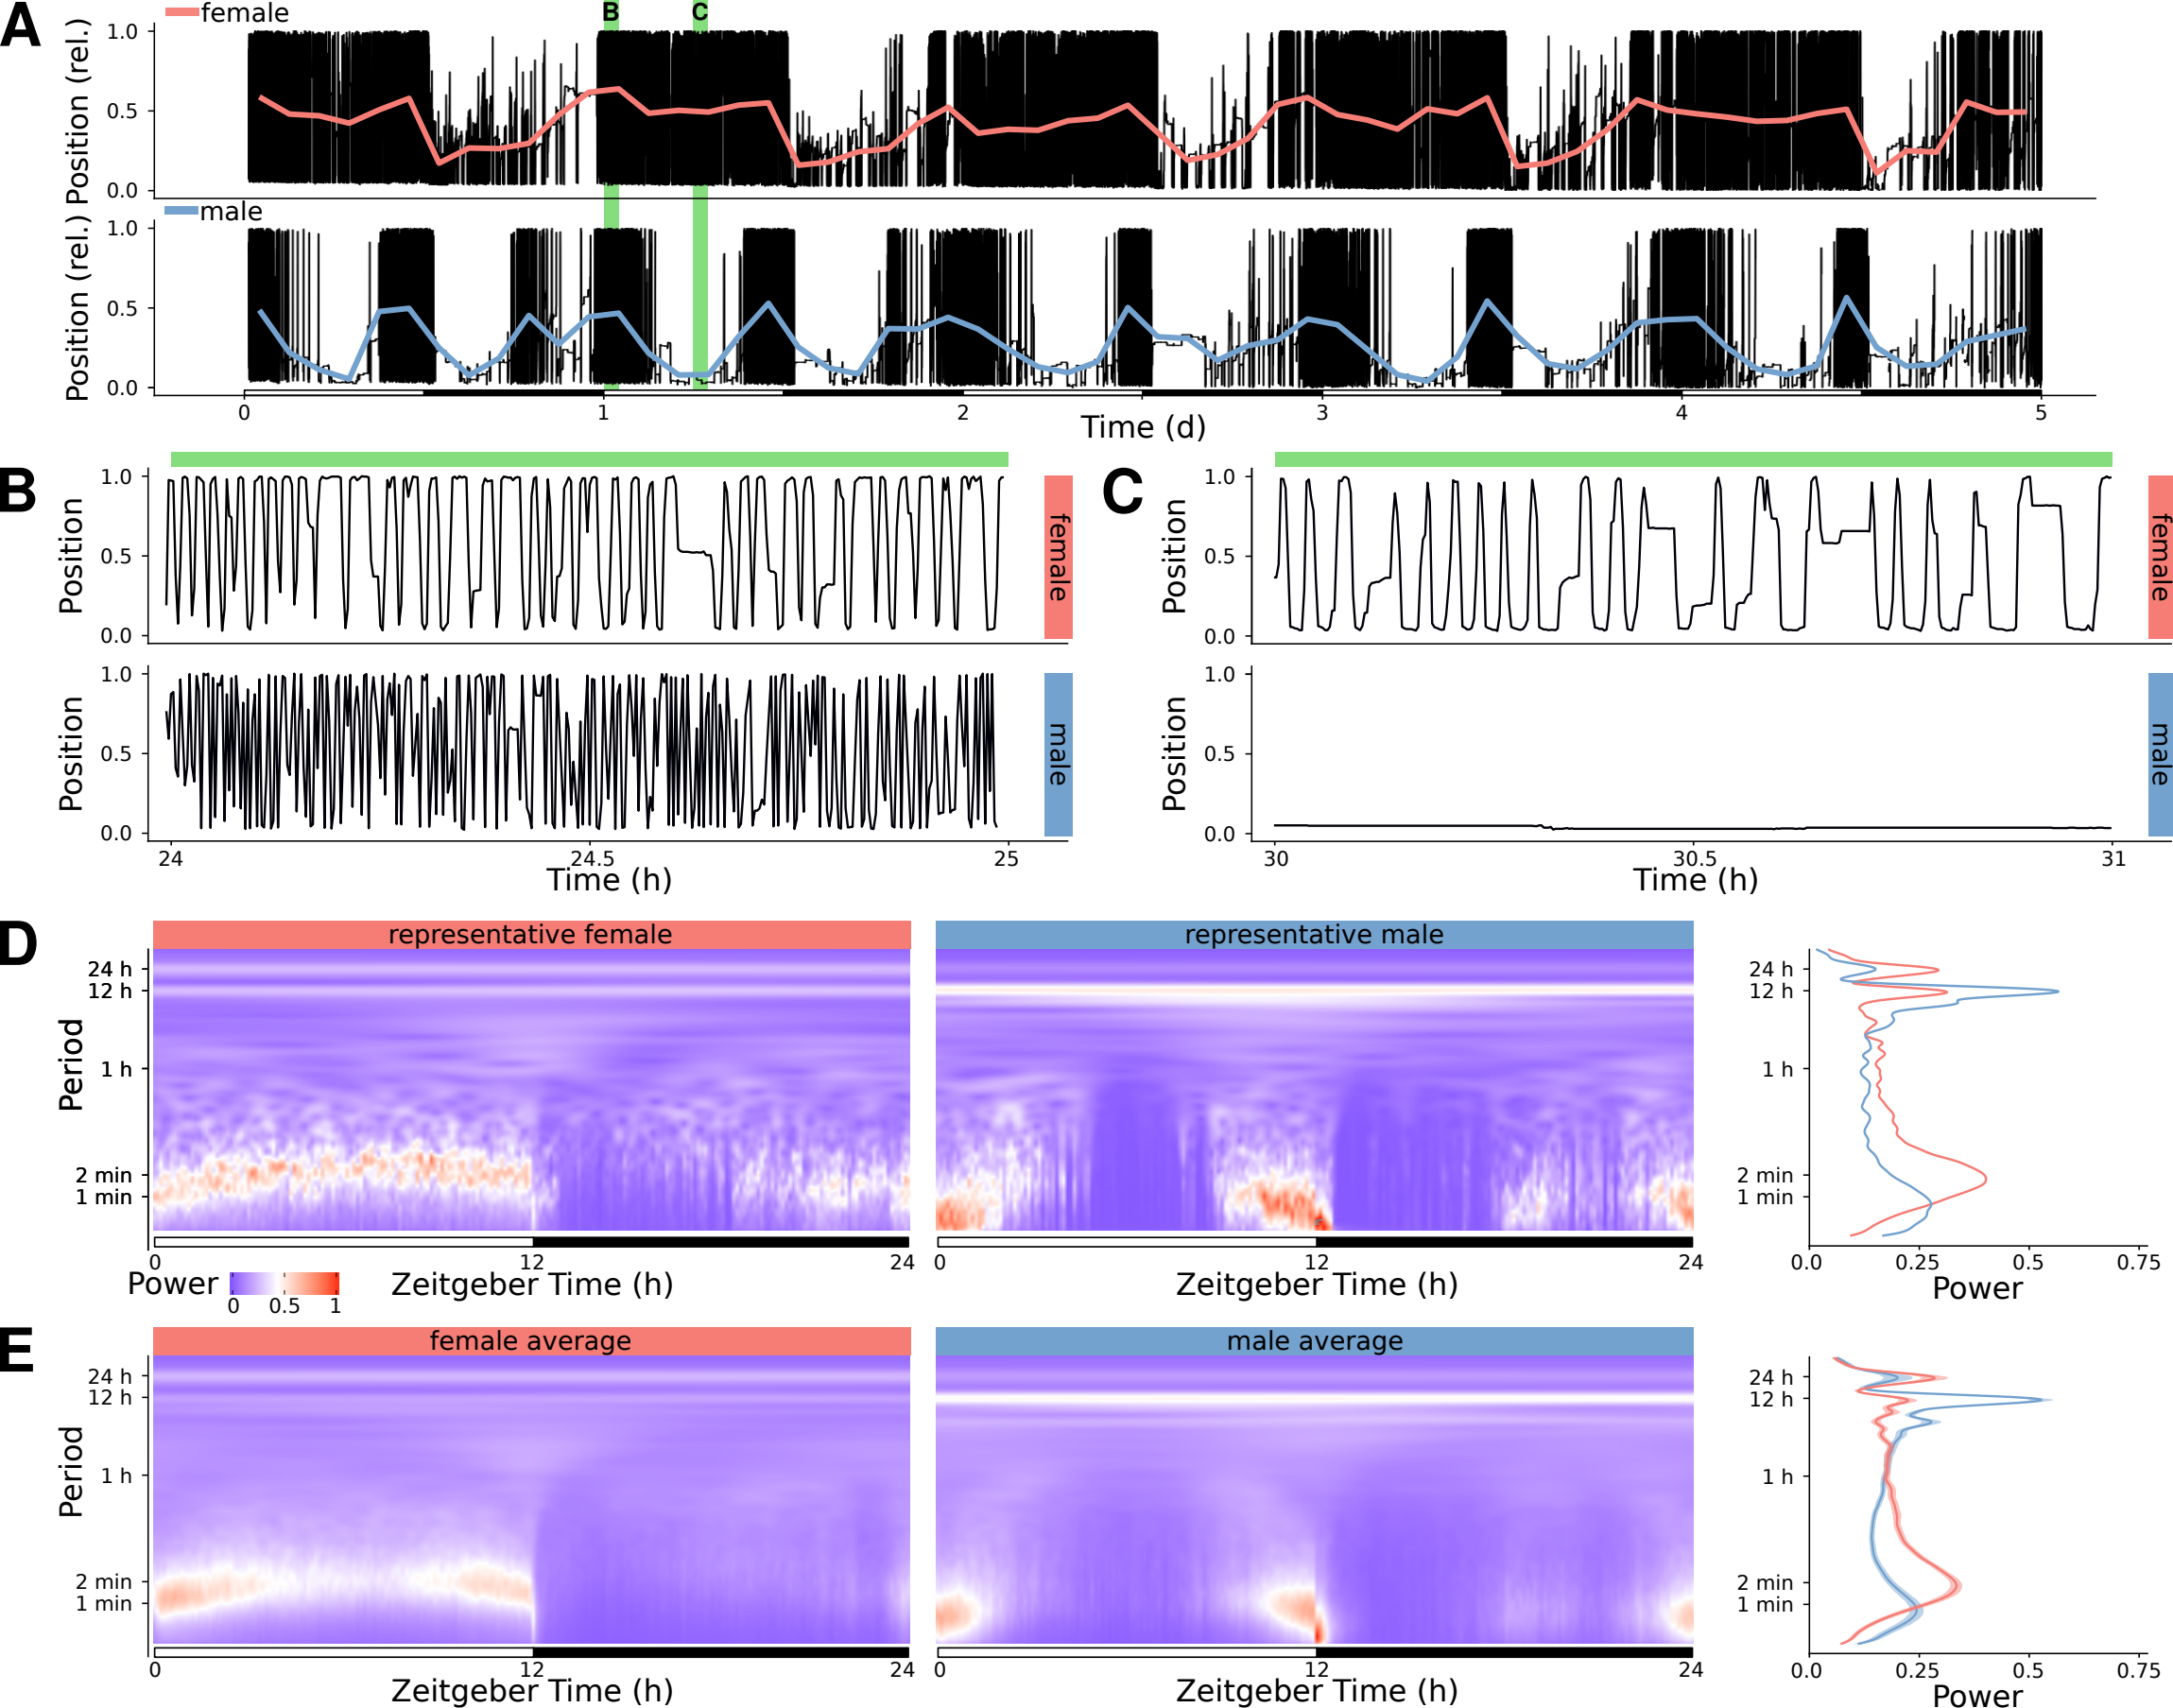 A
female
B C
Position (rel.)
1.0
0.5
0.0
male
Position (rel.)
1.0
0.5
0.0
0 1 2 3 4 5
Time (d)
B
Position
1.0
0.5
0.0
female
Position
1.0
0.5
0.0
male
24 24.5 25
Time (h)
C
Position
1.0
0.5
0.0
female
Position
1.0
0.5
0.0
male
30 30.5 31
Time (h)
D
representative female
Period
24 h
12 h
1 h
2 min
1 min
0 12 24
Zeitgeber Time (h)
Power
0 0.5 1
representative male
0 12 24
Zeitgeber Time (h)
24 h
12 h
1 h
2 min
1 min
0.0 0.25 0.5 0.75
Power
E
female average
Period
24 h
12 h
1 h
2 min
1 min
0 12 24
Zeitgeber Time (h)
male average
0 12 24
Zeitgeber Time (h)
24 h
12 h
1 h
2 min
1 min
0.0 0.25 0.5 0.75
Power